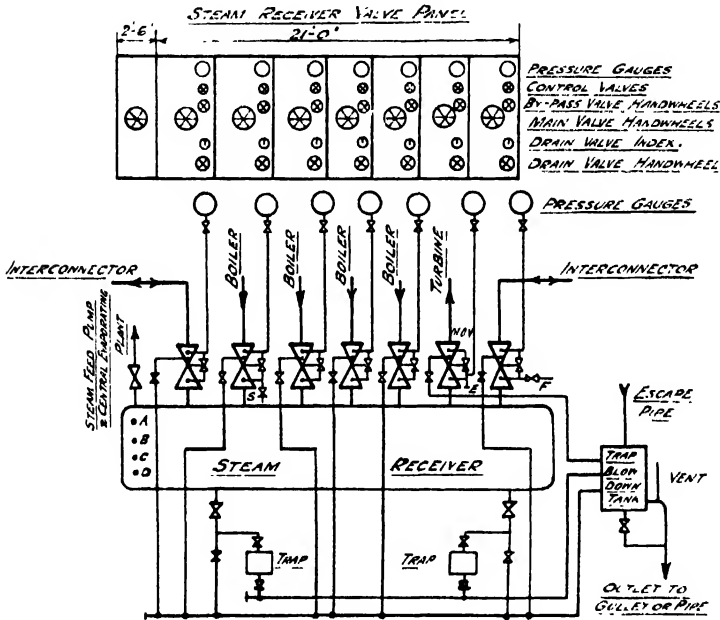 STEAM RECEIVER VALVE PANEL
2'-6"
21'-0"
PRESSURE GAUGES
CONTROL VALVES
BY-PASS VALVE HANDWHEELS
MAIN VALVE HANDWHEELS
DRAIN VALVE INDEX.
DRAIN VALVE HANDWHEEL
PRESSURE GAUGES
INTERCONNECTOR
BOILER
BOILER
BOILER
BOILER
TURBINE
INTERCONNECTOR
STEAM FEED PUMP
& CENTRAL EVAPORATING
PLANT
S
E
F
A
B
C
D
STEAM RECEIVER
ESCAPE
PIPE
TRAP
BLOW
DOWN
TANK
VENT
TRAP
TRAP
OUTLET TO
GULLEY OR PIPE